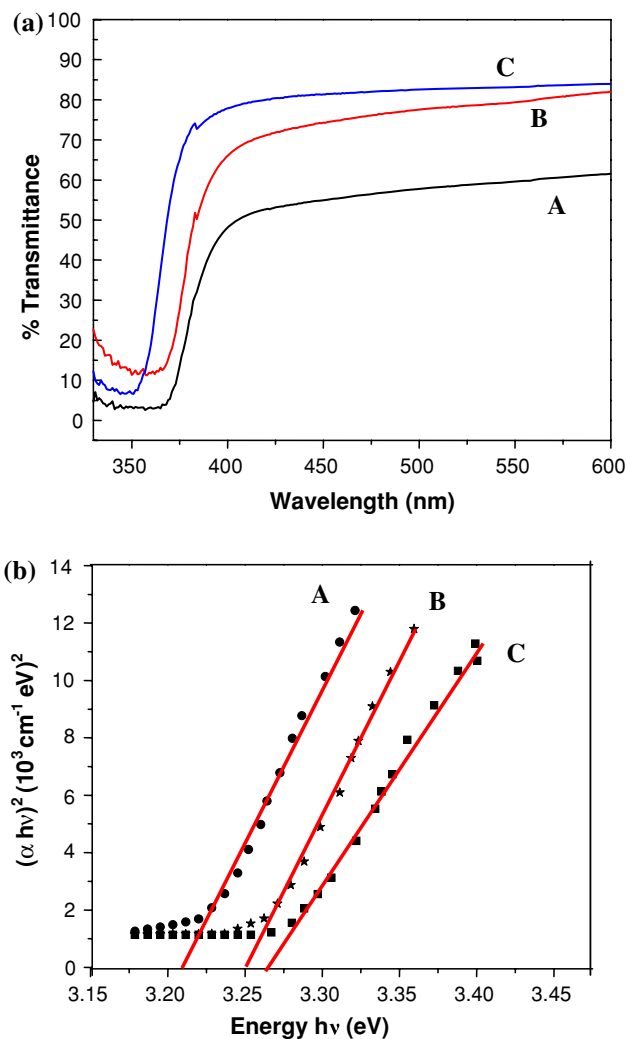 (a)
100
90
80
70
60
50
40
30
20
10
0
% Transmittance
C
B
A
350 400 450 500 550 600
Wavelength (nm)
(b)
14
12
10
8
6
4
2
0
(α hν)² (10³ cm⁻¹ eV)²
A
B
C
3.15 3.20 3.25 3.30 3.35 3.40 3.45
Energy hν (eV)